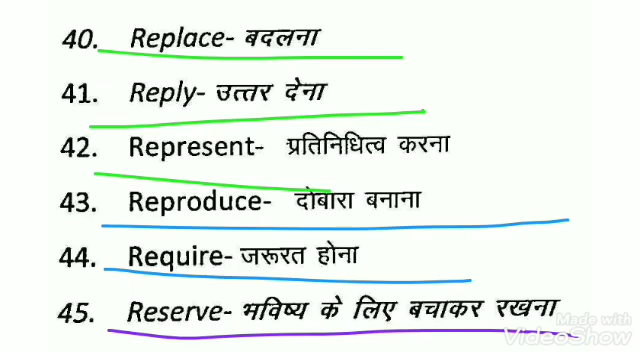 40. Replace- बदलना
41. Reply- उत्तर देना
42. Represent- प्रतिनिधित्व करना
43. Reproduce- दोबारा बनाना
44. Require- जरूरत होना
45. Reserve- भविष्य के लिए बचाकर रखना
Made with
VideoShow